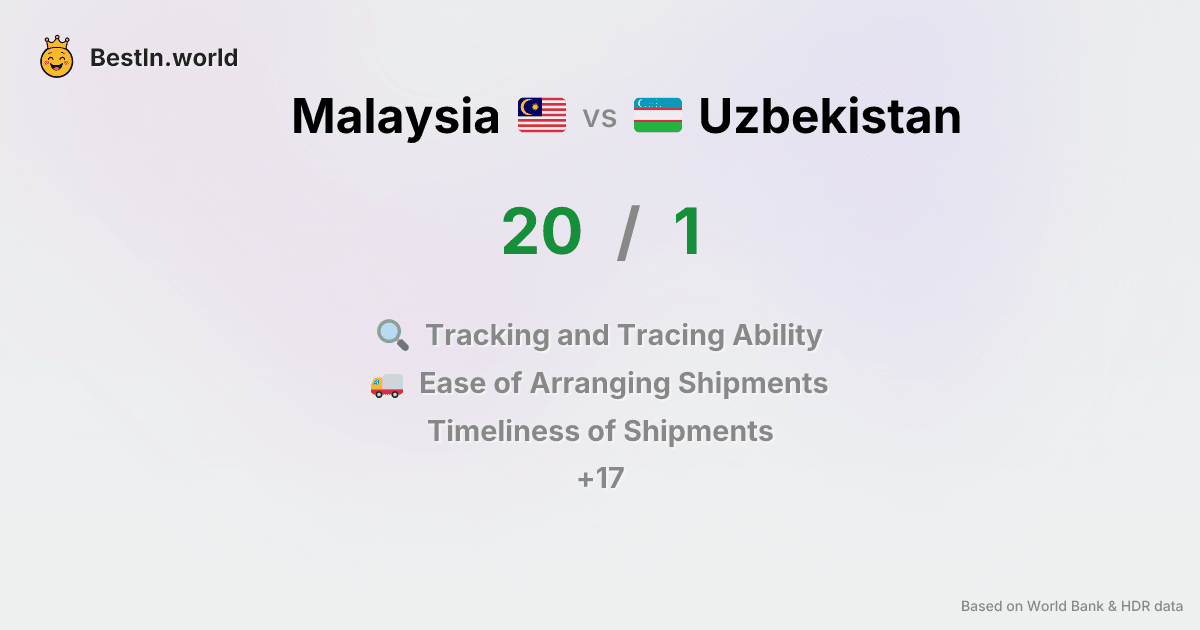 BestIn.world
Malaysia vs Uzbekistan
20 / 1
Tracking and Tracing Ability
Ease of Arranging Shipments
Timeliness of Shipments
+17
Based on World Bank & HDR data